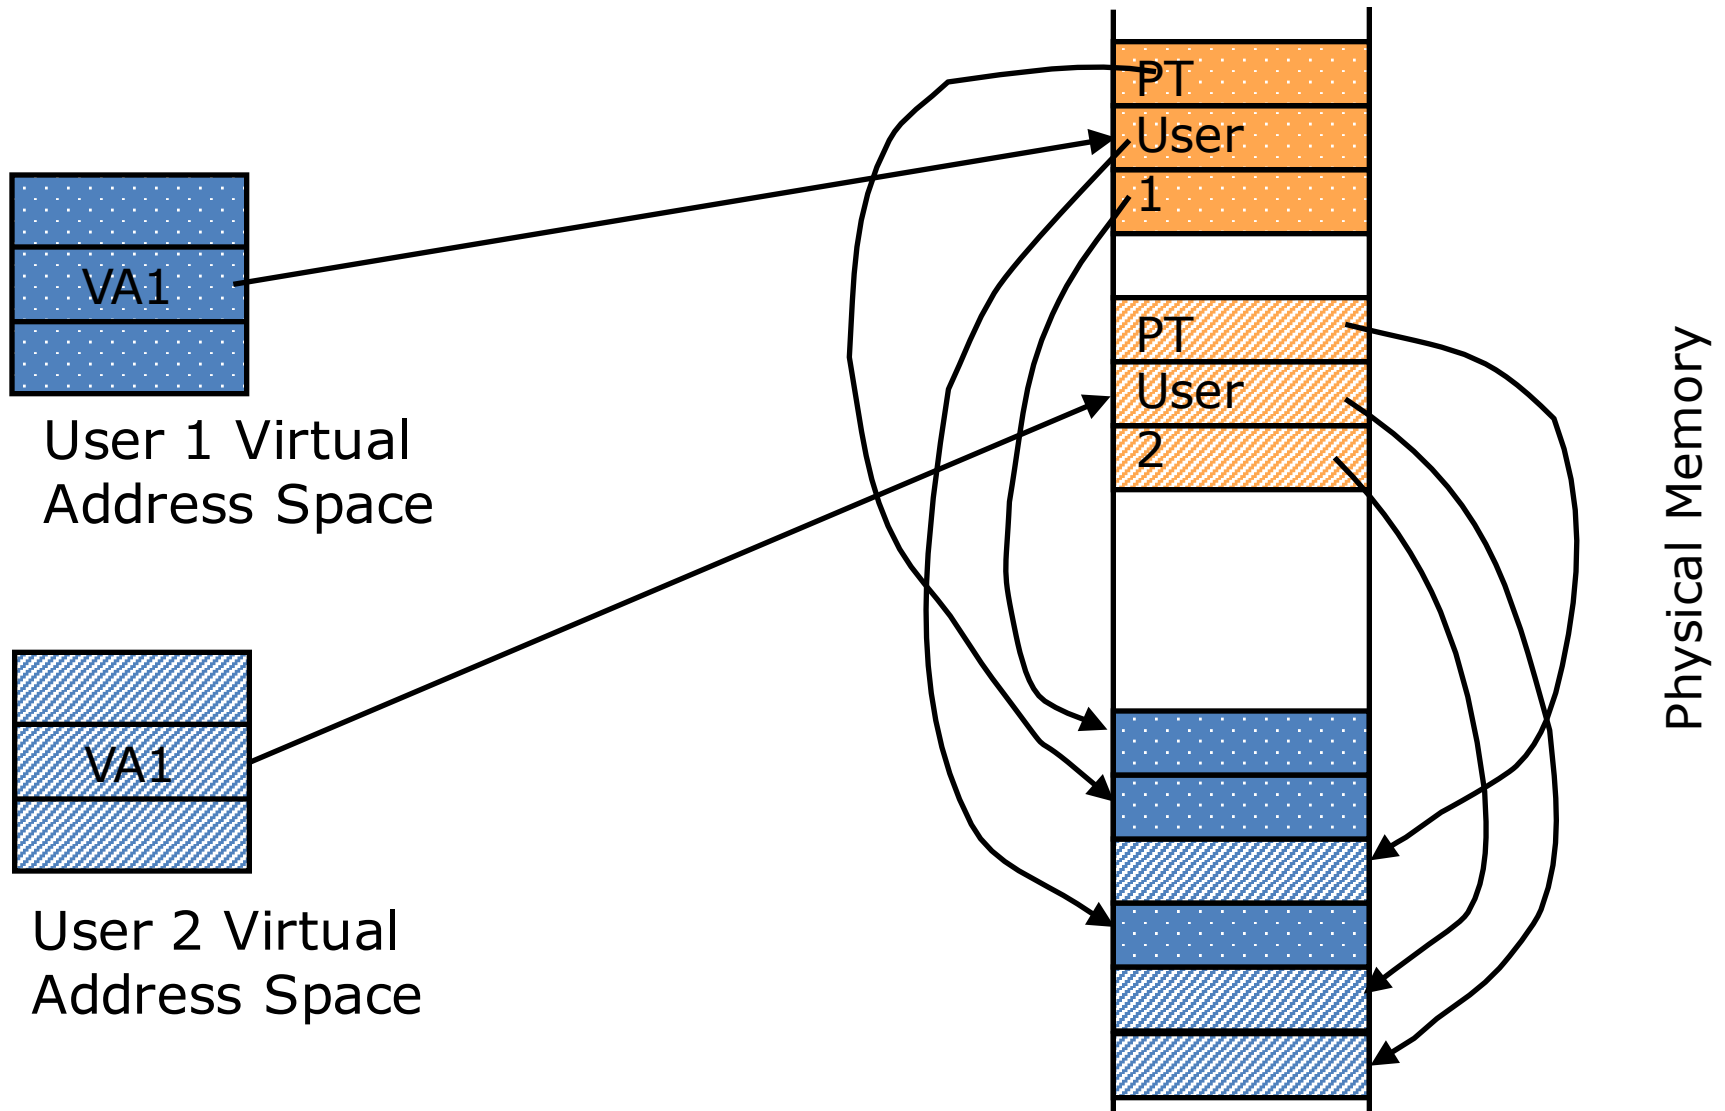 PT
User
1
VA1
User 1 Virtual
Address Space
PT
User
2
VA1
User 2 Virtual
Address Space
Physical Memory